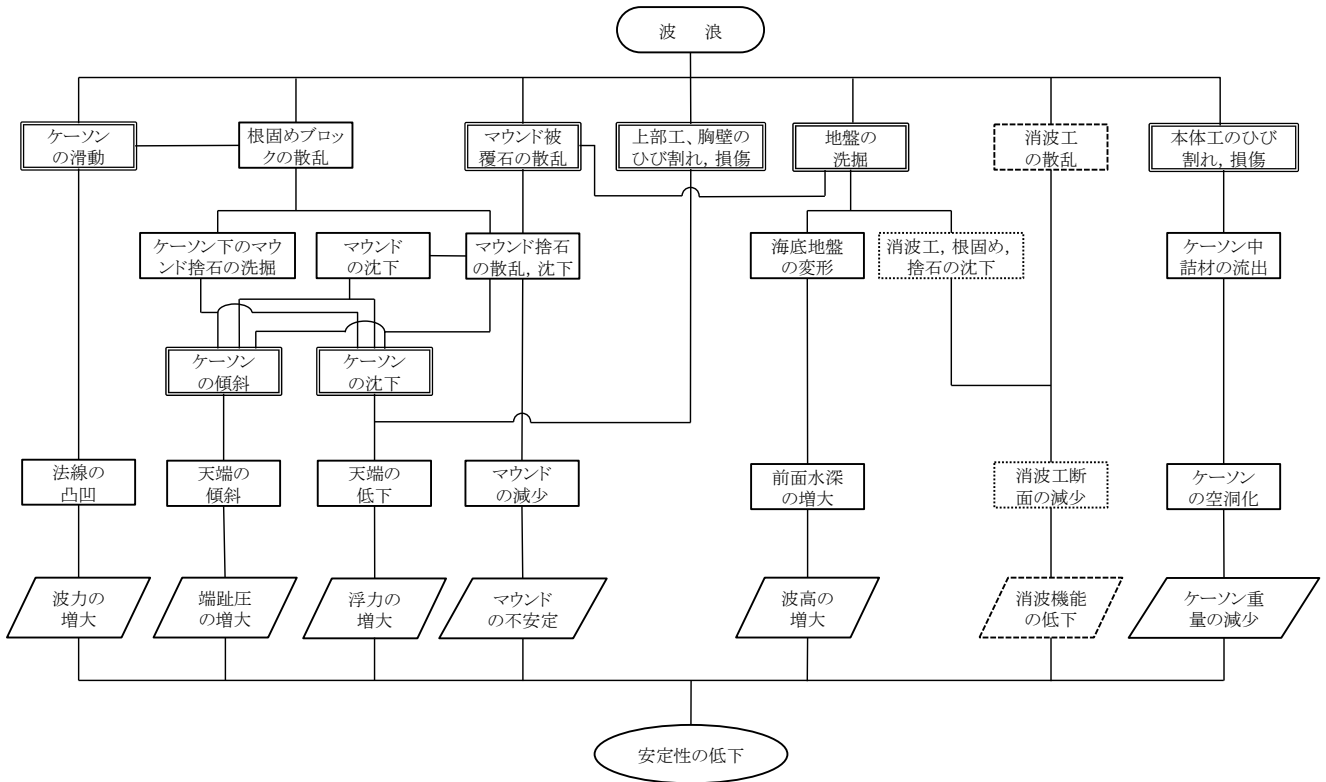 波　浪
ケーソン
の滑動
根固めブロッ
クの散乱
マウンド被
覆石の散乱
上部工、胸壁の
ひび割れ, 損傷
地盤の
洗掘
消波工
の散乱
本体工のひび
割れ, 損傷
ケーソン下のマウ
ンド捨石の洗掘
マウンド
の沈下
マウンド捨石
の散乱, 沈下
海底地盤
の変形
消波工, 根固め,
捨石の沈下
ケーソン中
詰材の流出
ケーソン
の傾斜
ケーソン
の沈下
法線の
凸凹
天端の
傾斜
天端の
低下
マウンド
の減少
前面水深
の増大
消波工断
面の減少
ケーソン
の空洞化
波力の
増大
端趾圧
の増大
浮力の
増大
マウンド
の不安定
波高の
増大
消波機能
の低下
ケーソン重
量の減少
安定性の低下